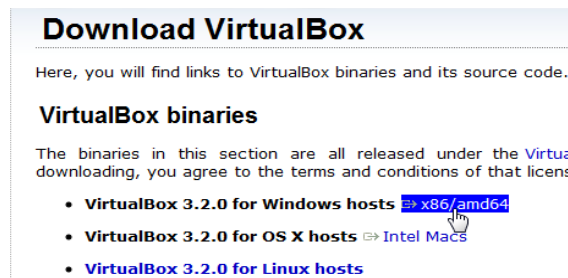 Download VirtualBox
Here, you will find links to VirtualBox binaries and its source code.
VirtualBox binaries
The binaries in this section are all released under the
downloading, you agree to the terms and conditions of that
• VirtualBox 3.2.0 for Windows hosts x86/amd64
• VirtualBox 3.2.0 for OS X hosts Intel Macs
• VirtualBox 3.2.0 for Linux hosts